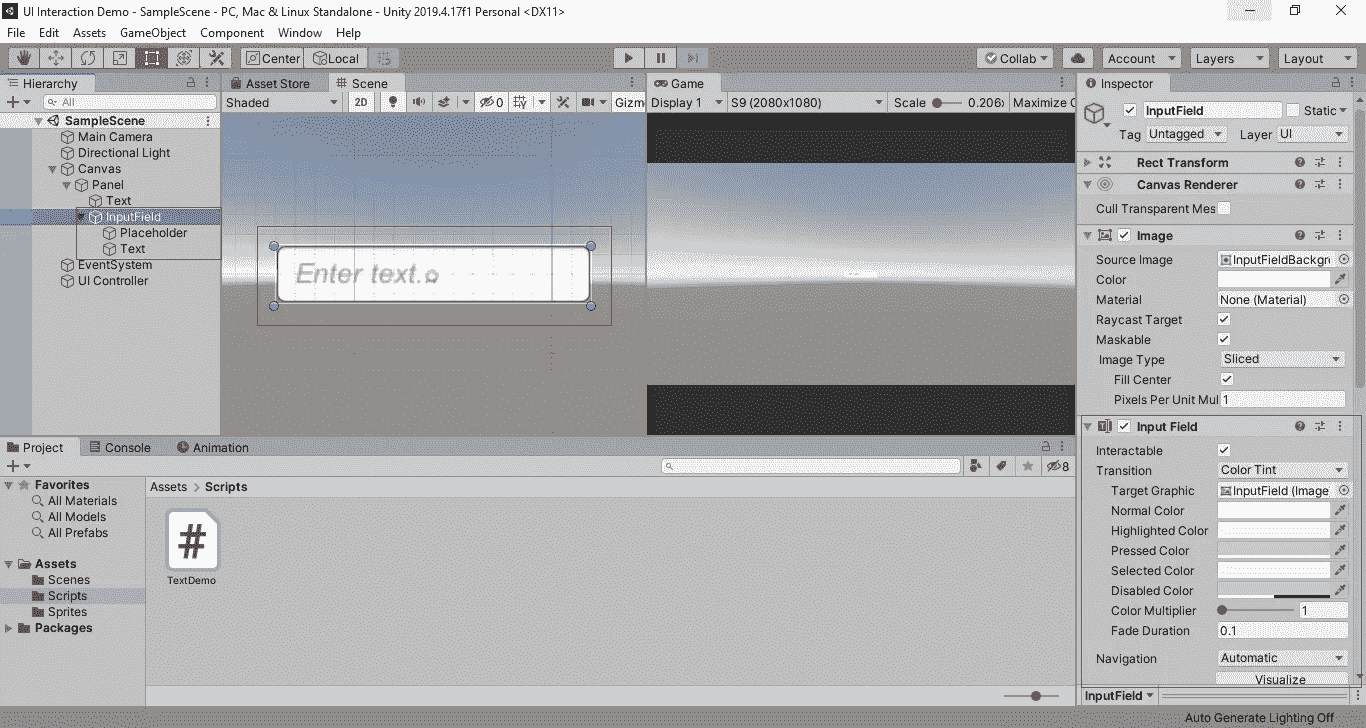 UI Interaction Demo - SampleScene - PC, Mac & Linux Standalone - Unity 2019.4.17f1 Personal <DX11>
File Edit Assets GameObject Component Window Help
Center Local Collab Account Layers Layout
Hierarchy
All
SampleScene
Main Camera
Directional Light
Canvas
Panel
Text
InputField
Placeholder
Text
EventSystem
UI Controller
Asset Store Scene
Shaded 2D 0 Gizm
Enter text...
Game
Display 1 S9 (2080x1080) Scale 0.206 Maximize
Inspector
InputField Static
Tag Untagged Layer UI
Rect Transform
Canvas Renderer
Cull Transparent Mes
Image
Source Image InputFieldBackgr
Color
Material None (Material)
Raycast Target
Maskable
Image Type Sliced
Fill Center
Pixels Per Unit Mul 1
Input Field
Interactable
Transition Color Tint
Target Graphic InputField (Image
Normal Color
Highlighted Color
Pressed Color
Selected Color
Disabled Color
Color Multiplier 1
Fade Duration 0.1
Navigation Automatic
Visualize
InputField
Project Console Animation
8
Favorites
All Materials
All Models
All Prefabs
Assets
Scenes
Scripts
Sprites
Packages
Assets > Scripts
#
TextDemo
Auto Generate Lighting Off